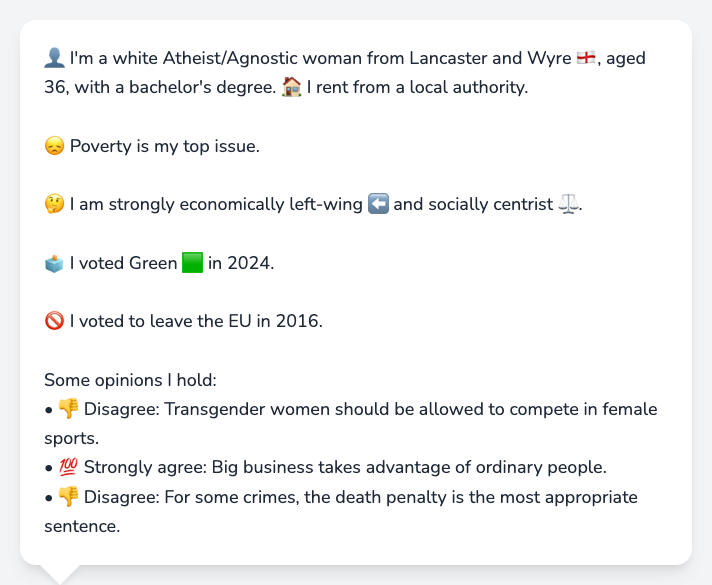 👤 I'm a white Atheist/Agnostic woman from Lancaster and Wyre 🏴󠁧󠁢󠁥󠁮󠁧󠁿, aged
36, with a bachelor's degree. 🏠 I rent from a local authority.
😞 Poverty is my top issue.
🤔 I am strongly economically left-wing ⬅️ and socially centrist ⚖️.
🗳️ I voted Green 🟩 in 2024.
🚫 I voted to leave the EU in 2016.
Some opinions I hold:
• 👎 Disagree: Transgender women should be allowed to compete in female
sports.
• 💯 Strongly agree: Big business takes advantage of ordinary people.
• 👎 Disagree: For some crimes, the death penalty is the most appropriate
sentence.